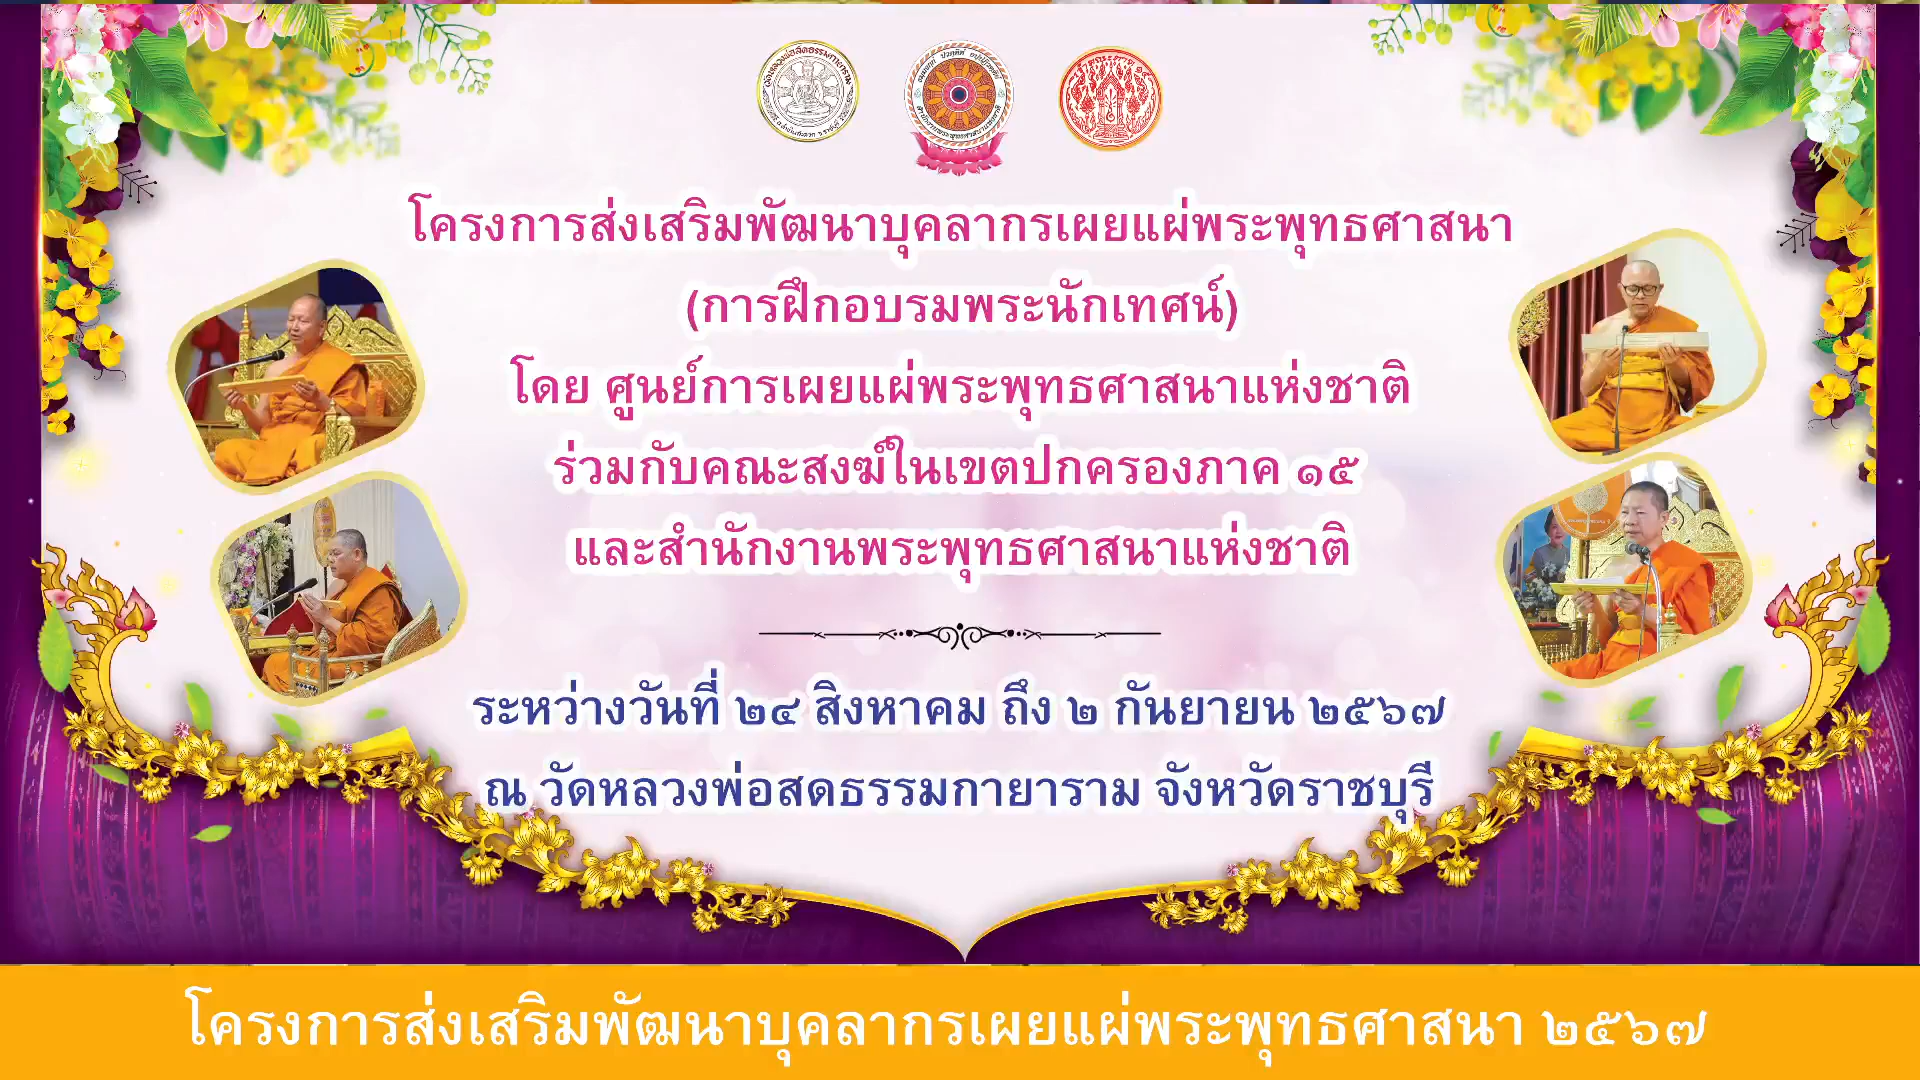 โครงการส่งเสริมพัฒนาบุคลากรเผยแผ่พระพุทธศาสนา
(การฝึกอบรมพระนักเทศน์)
โดย ศูนย์การเผยแผ่พระพุทธศาสนาแห่งชาติ
ร่วมกับคณะสงฆ์ในเขตปกครองภาค ๑๕
และสำนักงานพระพุทธศาสนาแห่งชาติ
ระหว่างวันที่ ๒๔ สิงหาคม ถึง ๒ กันยายน ๒๕๖๗
ณ วัดหลวงพ่อสดธรรมกายาราม จังหวัดราชบุรี
โครงการส่งเสริมพัฒนาบุคลากรเผยแผ่พระพุทธศาสนา ๒๕๖๗